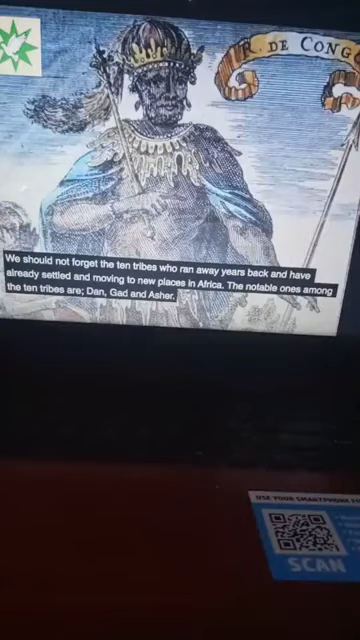 R. DE CONGO
We should not forget the ten tribes who ran away years back and have
already settled and moving to new places in Africa. The notable ones among
the ten tribes are; Dan, Gad and Asher.
USE YOUR SMARTPHONE
SCAN